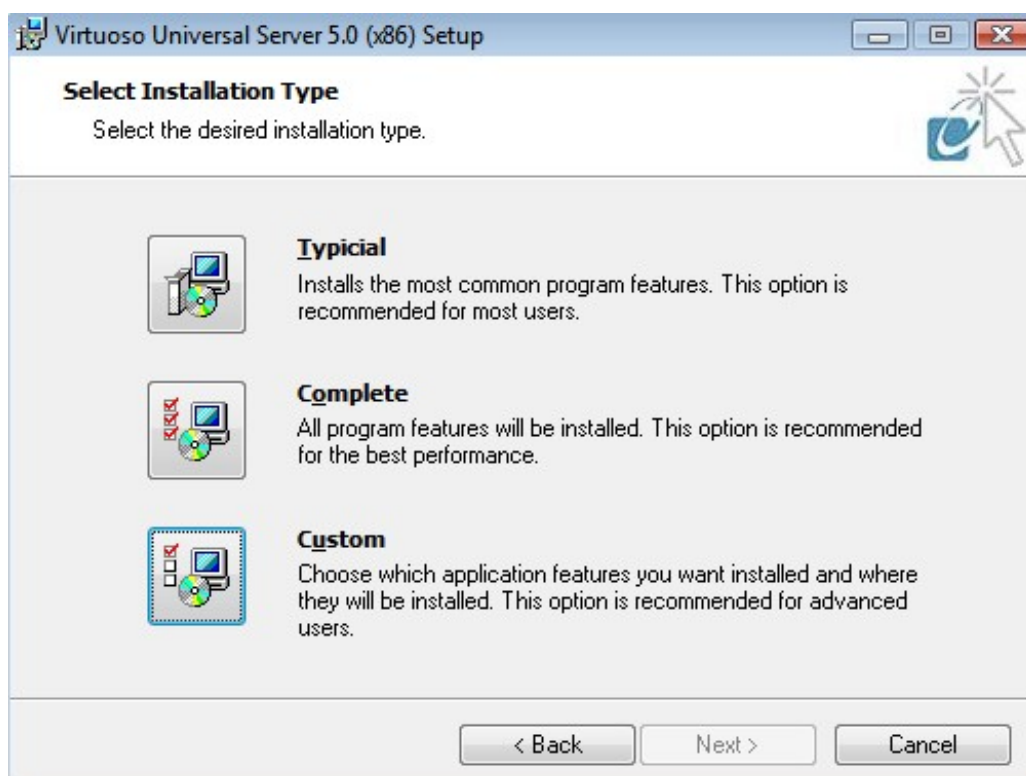 Virtuoso Universal Server 5.0 (x86) Setup
Select Installation Type
Select the desired installation type.
Typicial
Installs the most common program features. This option is
recommended for most users.
Complete
All program features will be installed. This option is recommended
for the best performance.
Custom
Choose which application features you want installed and where
they will be installed. This option is recommended for advanced
users.
< Back
Next >
Cancel